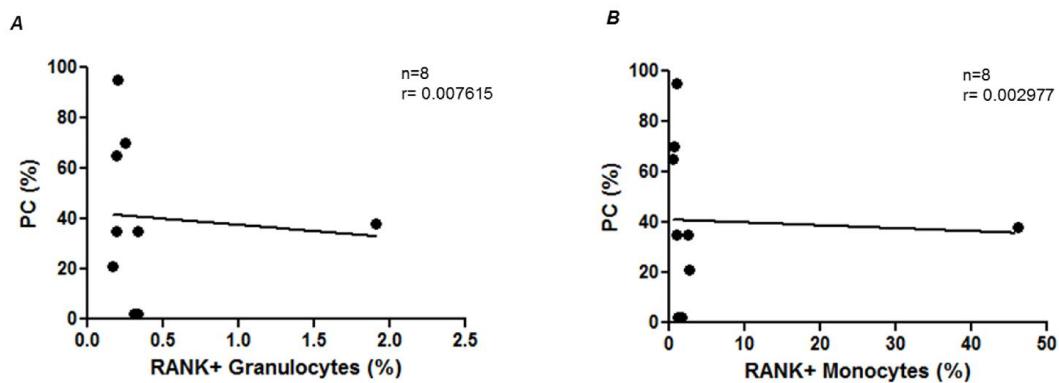 A
B
n=8
r= 0.007615
PC (%)
100
80
60
40
20
0
0.0 0.5 1.0 1.5 2.0 2.5
RANK+ Granulocytes (%)
n=8
r= 0.002977
PC (%)
100
80
60
40
20
0
0 10 20 30 40 50
RANK+ Monocytes (%)